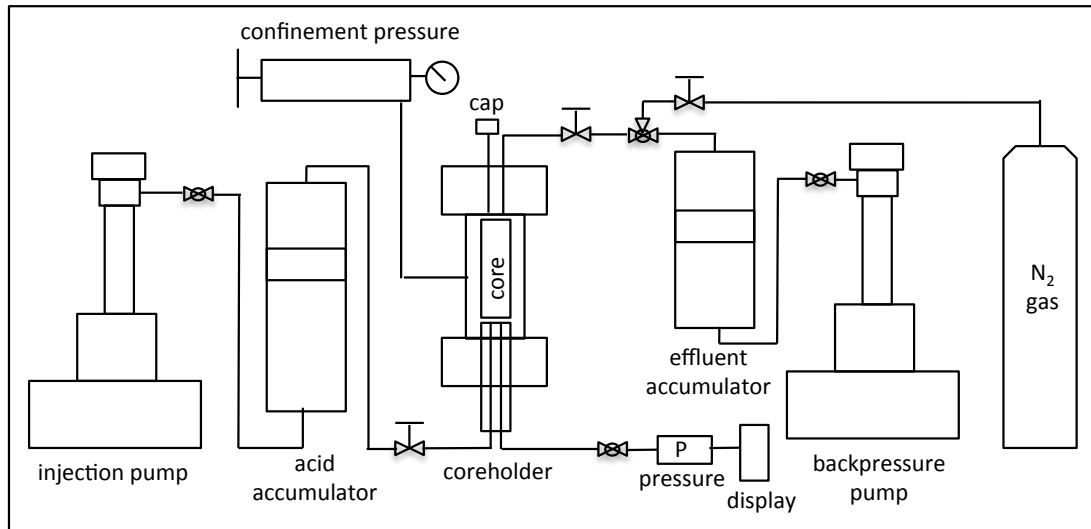 confinement pressure
cap
core
N₂
gas
effluent
accumulator
injection pump
acid
accumulator
coreholder
P
pressure
display
backpressure
pump